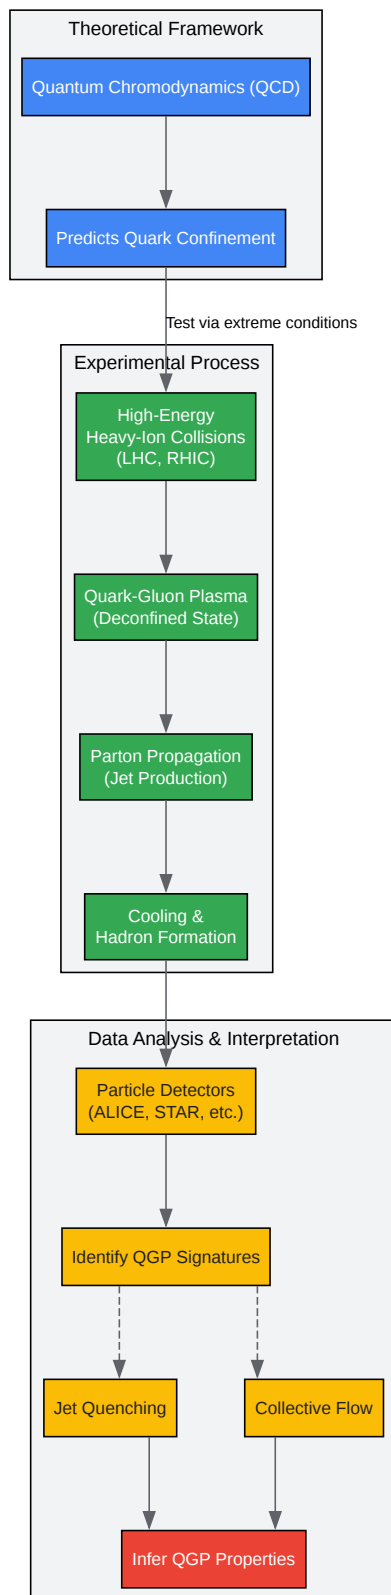 Theoretical Framework
Quantum Chromodynamics (QCD)
Predicts Quark Confinement
Test via extreme conditions
Experimental Process
High-Energy
Heavy-Ion Collisions
(LHC, RHIC)
Quark-Gluon Plasma
(Deconfined State)
Parton Propagation
(Jet Production)
Cooling &
Hadron Formation
Data Analysis & Interpretation
Particle Detectors
(ALICE, STAR, etc.)
Identify QGP Signatures
Jet Quenching
Collective Flow
Infer QGP Properties